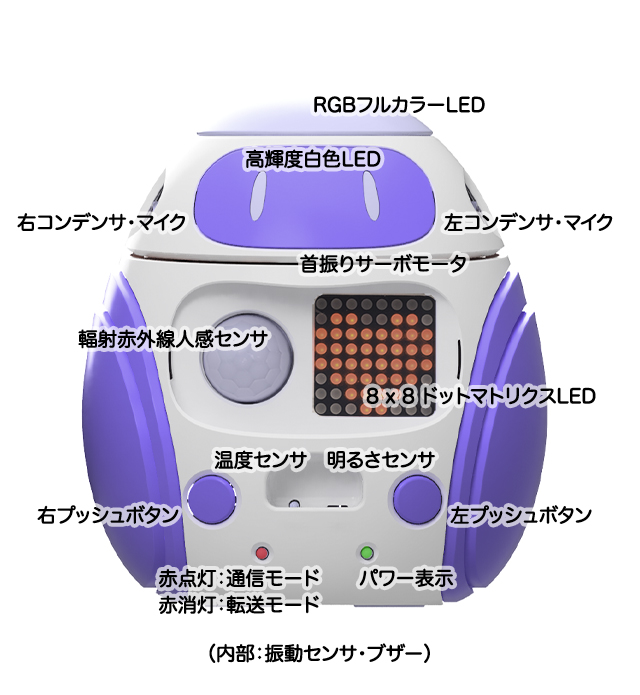 RGBフルカラーLED
高輝度白色LED
右コンデンサ・マイク
左コンデンサ・マイク
首振りサーボモータ
輻射赤外線人感センサ
8x8ドットマトリクスLED
温度センサ
明るさセンサ
右プッシュボタン
左プッシュボタン
赤点灯：通信モード
赤消灯：転送モード
パワー表示
（内部：振動センサ・ブザー）